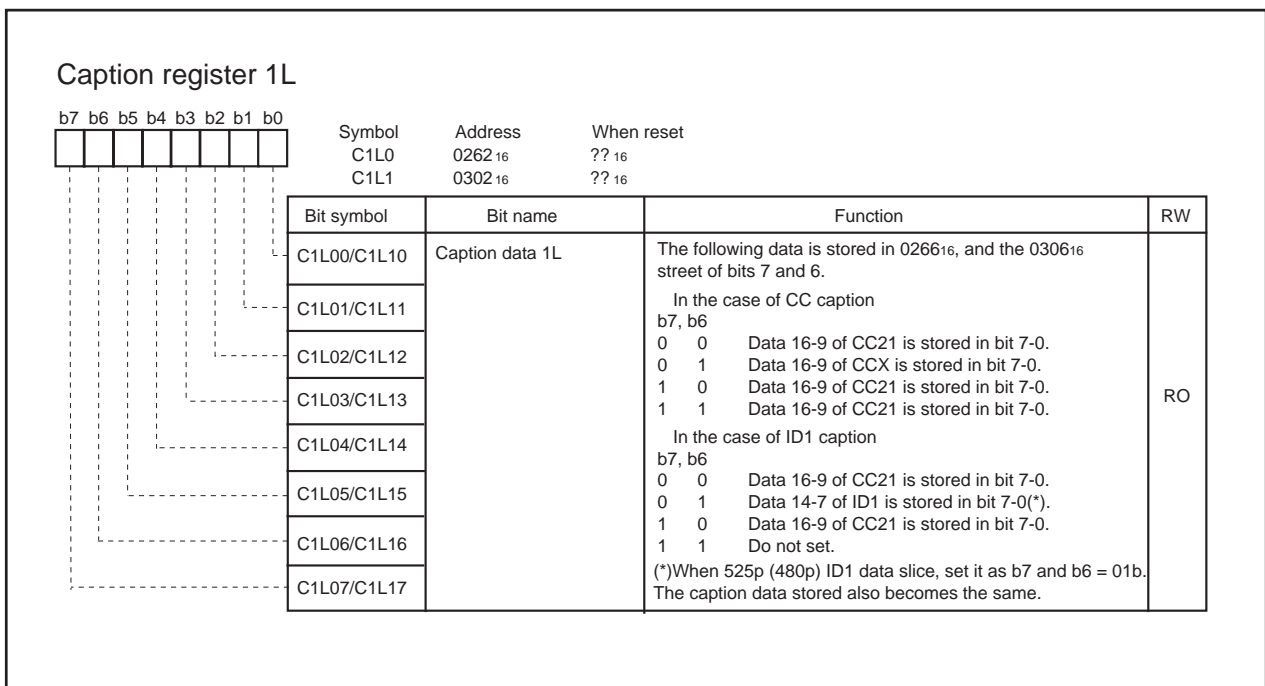 Caption register 1L
b7 b6 b5 b4 b3 b2 b1 b0
Symbol Address When reset
C1L0 0262 16 ?? 16
C1L1 0302 16 ?? 16
Bit symbol Bit name Function RW
C1L00/C1L10 Caption data 1L The following data is stored in 026616, and the 030616
street of bits 7 and 6.
C1L01/C1L11 In the case of CC caption
b7, b6
0 0 Data 16-9 of CC21 is stored in bit 7-0.
C1L02/C1L12 0 1 Data 16-9 of CCX is stored in bit 7-0.
1 0 Data 16-9 of CC21 is stored in bit 7-0.
C1L03/C1L13 1 1 Data 16-9 of CC21 is stored in bit 7-0.
RO
C1L04/C1L14 In the case of ID1 caption
b7, b6
0 0 Data 16-9 of CC21 is stored in bit 7-0.
C1L05/C1L15 0 1 Data 14-7 of ID1 is stored in bit 7-0(*).
1 0 Data 16-9 of CC21 is stored in bit 7-0.
C1L06/C1L16 1 1 Do not set.
(*)When 525p (480p) ID1 data slice, set it as b7 and b6 = 01b.
C1L07/C1L17 The caption data stored also becomes the same.